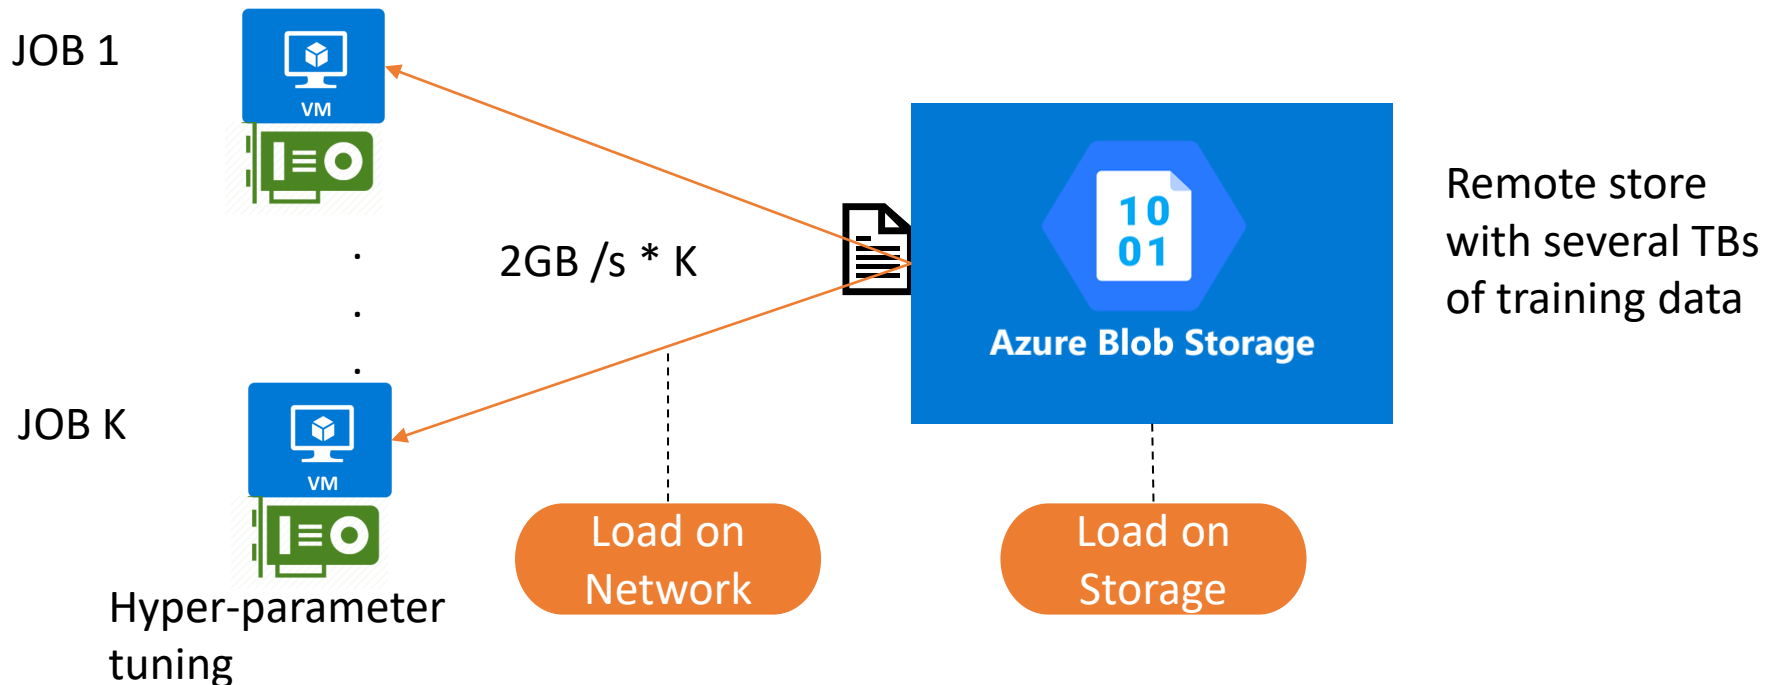 JOB 1
VM
.
.
.
2GB /s * K
10
01
Azure Blob Storage
Remote store
with several TBs
of training data
JOB K
VM
Hyper-parameter
tuning
Load on
Network
Load on
Storage